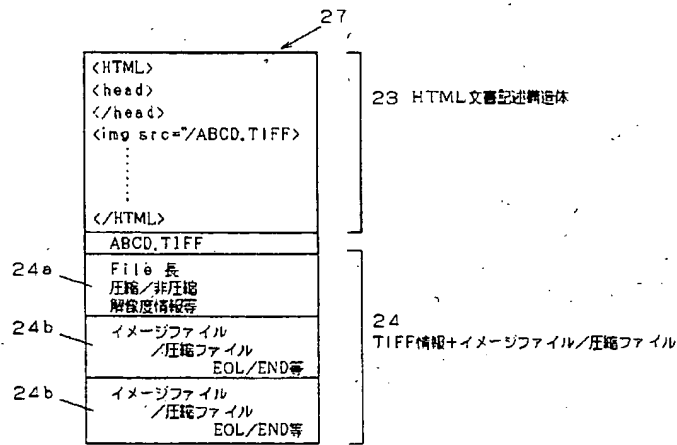 27
<HTML>
<head>
</head>
<img src="/ABCD.TIFF>
</HTML>
23 HTML文書記述構造体
ABCD.TIFF
24a
File 長
圧縮/非圧縮
解像度情報等
24b
イメージファイル
/圧縮ファイル
EOL/END等
24
TIFF情報+イメージファイル/圧縮ファイル
24b
イメージファイル
/圧縮ファイル
EOL/END等